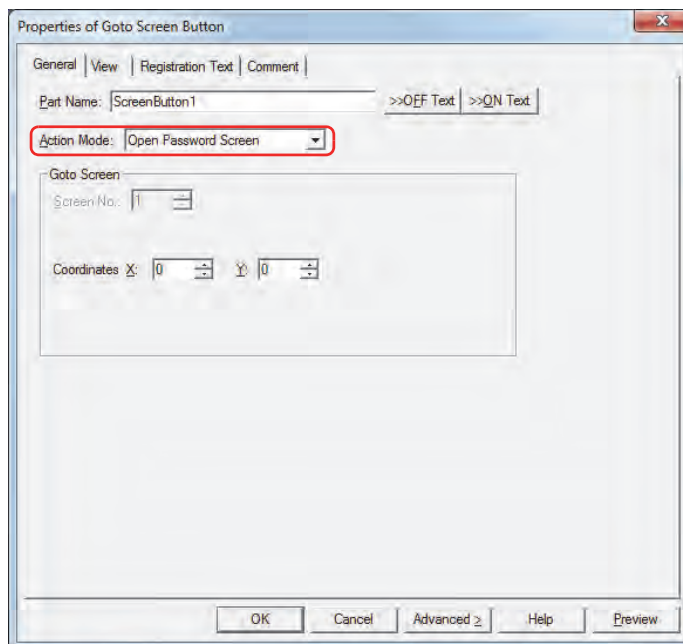 Properties of Goto Screen Button
General View Registration Text Comment
Part Name: ScreenButton1 >>OFF Text >>ON Text
Action Mode: Open Password Screen
Goto Screen
Screen No.: 1
Coordinates X: 0 Y: 0
OK Cancel Advanced > Help Preview